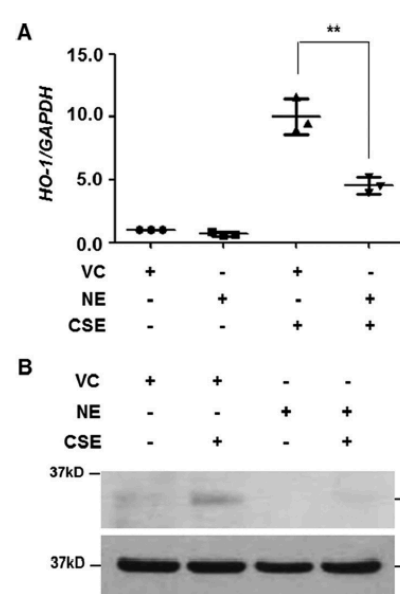 A
**
15.0
10.0
5.0
0.0
HO-1/GAPDH
VC + - + -
NE - + - +
CSE - - + +
B
VC + + - -
NE - - + +
CSE - + - +
37kD
37kD